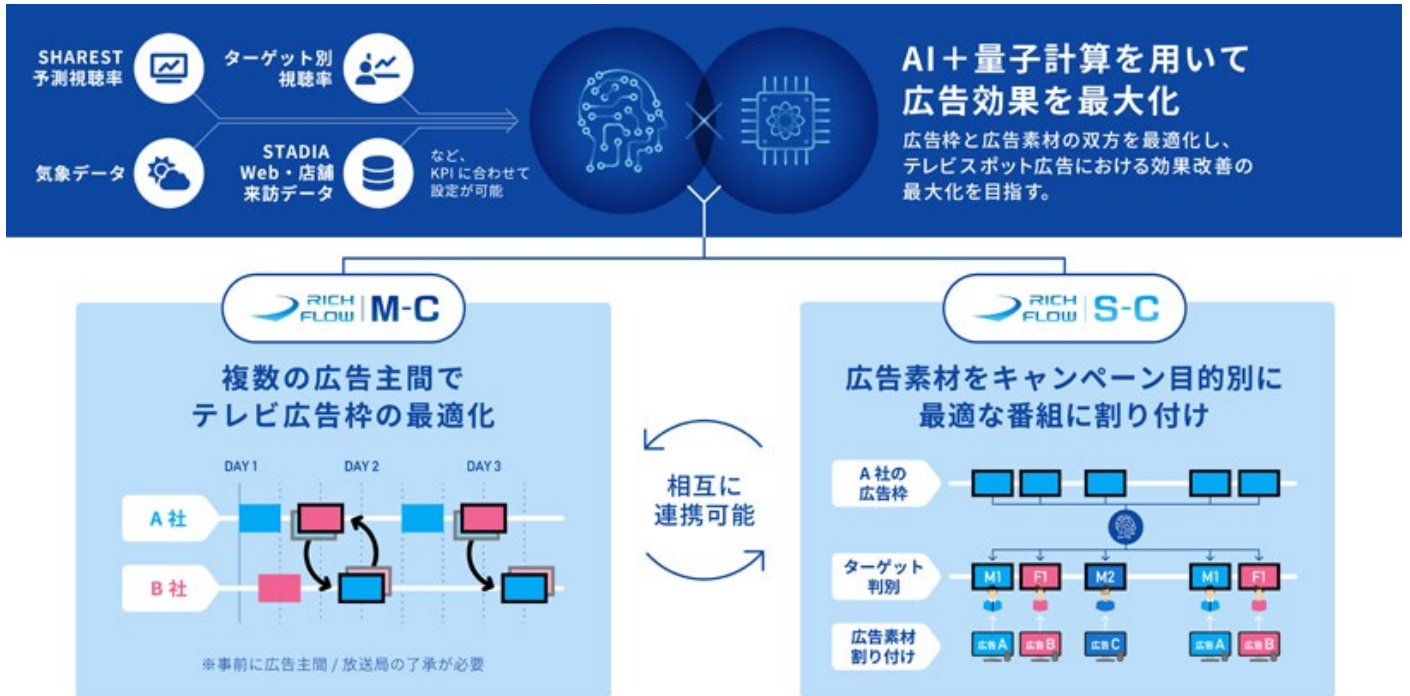 SHAREST
予測視聴率
ターゲット別
視聴率
気象データ
STADIA
Web・店舗
来訪データ
など、
KPIに合わせて
設定が可能
AI＋量子計算を用いて
広告効果を最大化
広告枠と広告素材の双方を最適化し、
テレビスポット広告における効果改善の
最大化を目指す。
RICH
FLOW
M-C
複数の広告主間で
テレビ広告枠の最適化
DAY 1
DAY 2
DAY 3
A 社
B 社
※事前に広告主間 / 放送局の了承が必要
相互に
連携可能
RICH
FLOW
S-C
広告素材をキャンペーン目的別に
最適な番組に割り付け
A 社の
広告枠
ターゲット
判別
M1
F1
M2
M1
F1
広告素材
割り付け
広告A
広告B
広告C
広告A
広告B